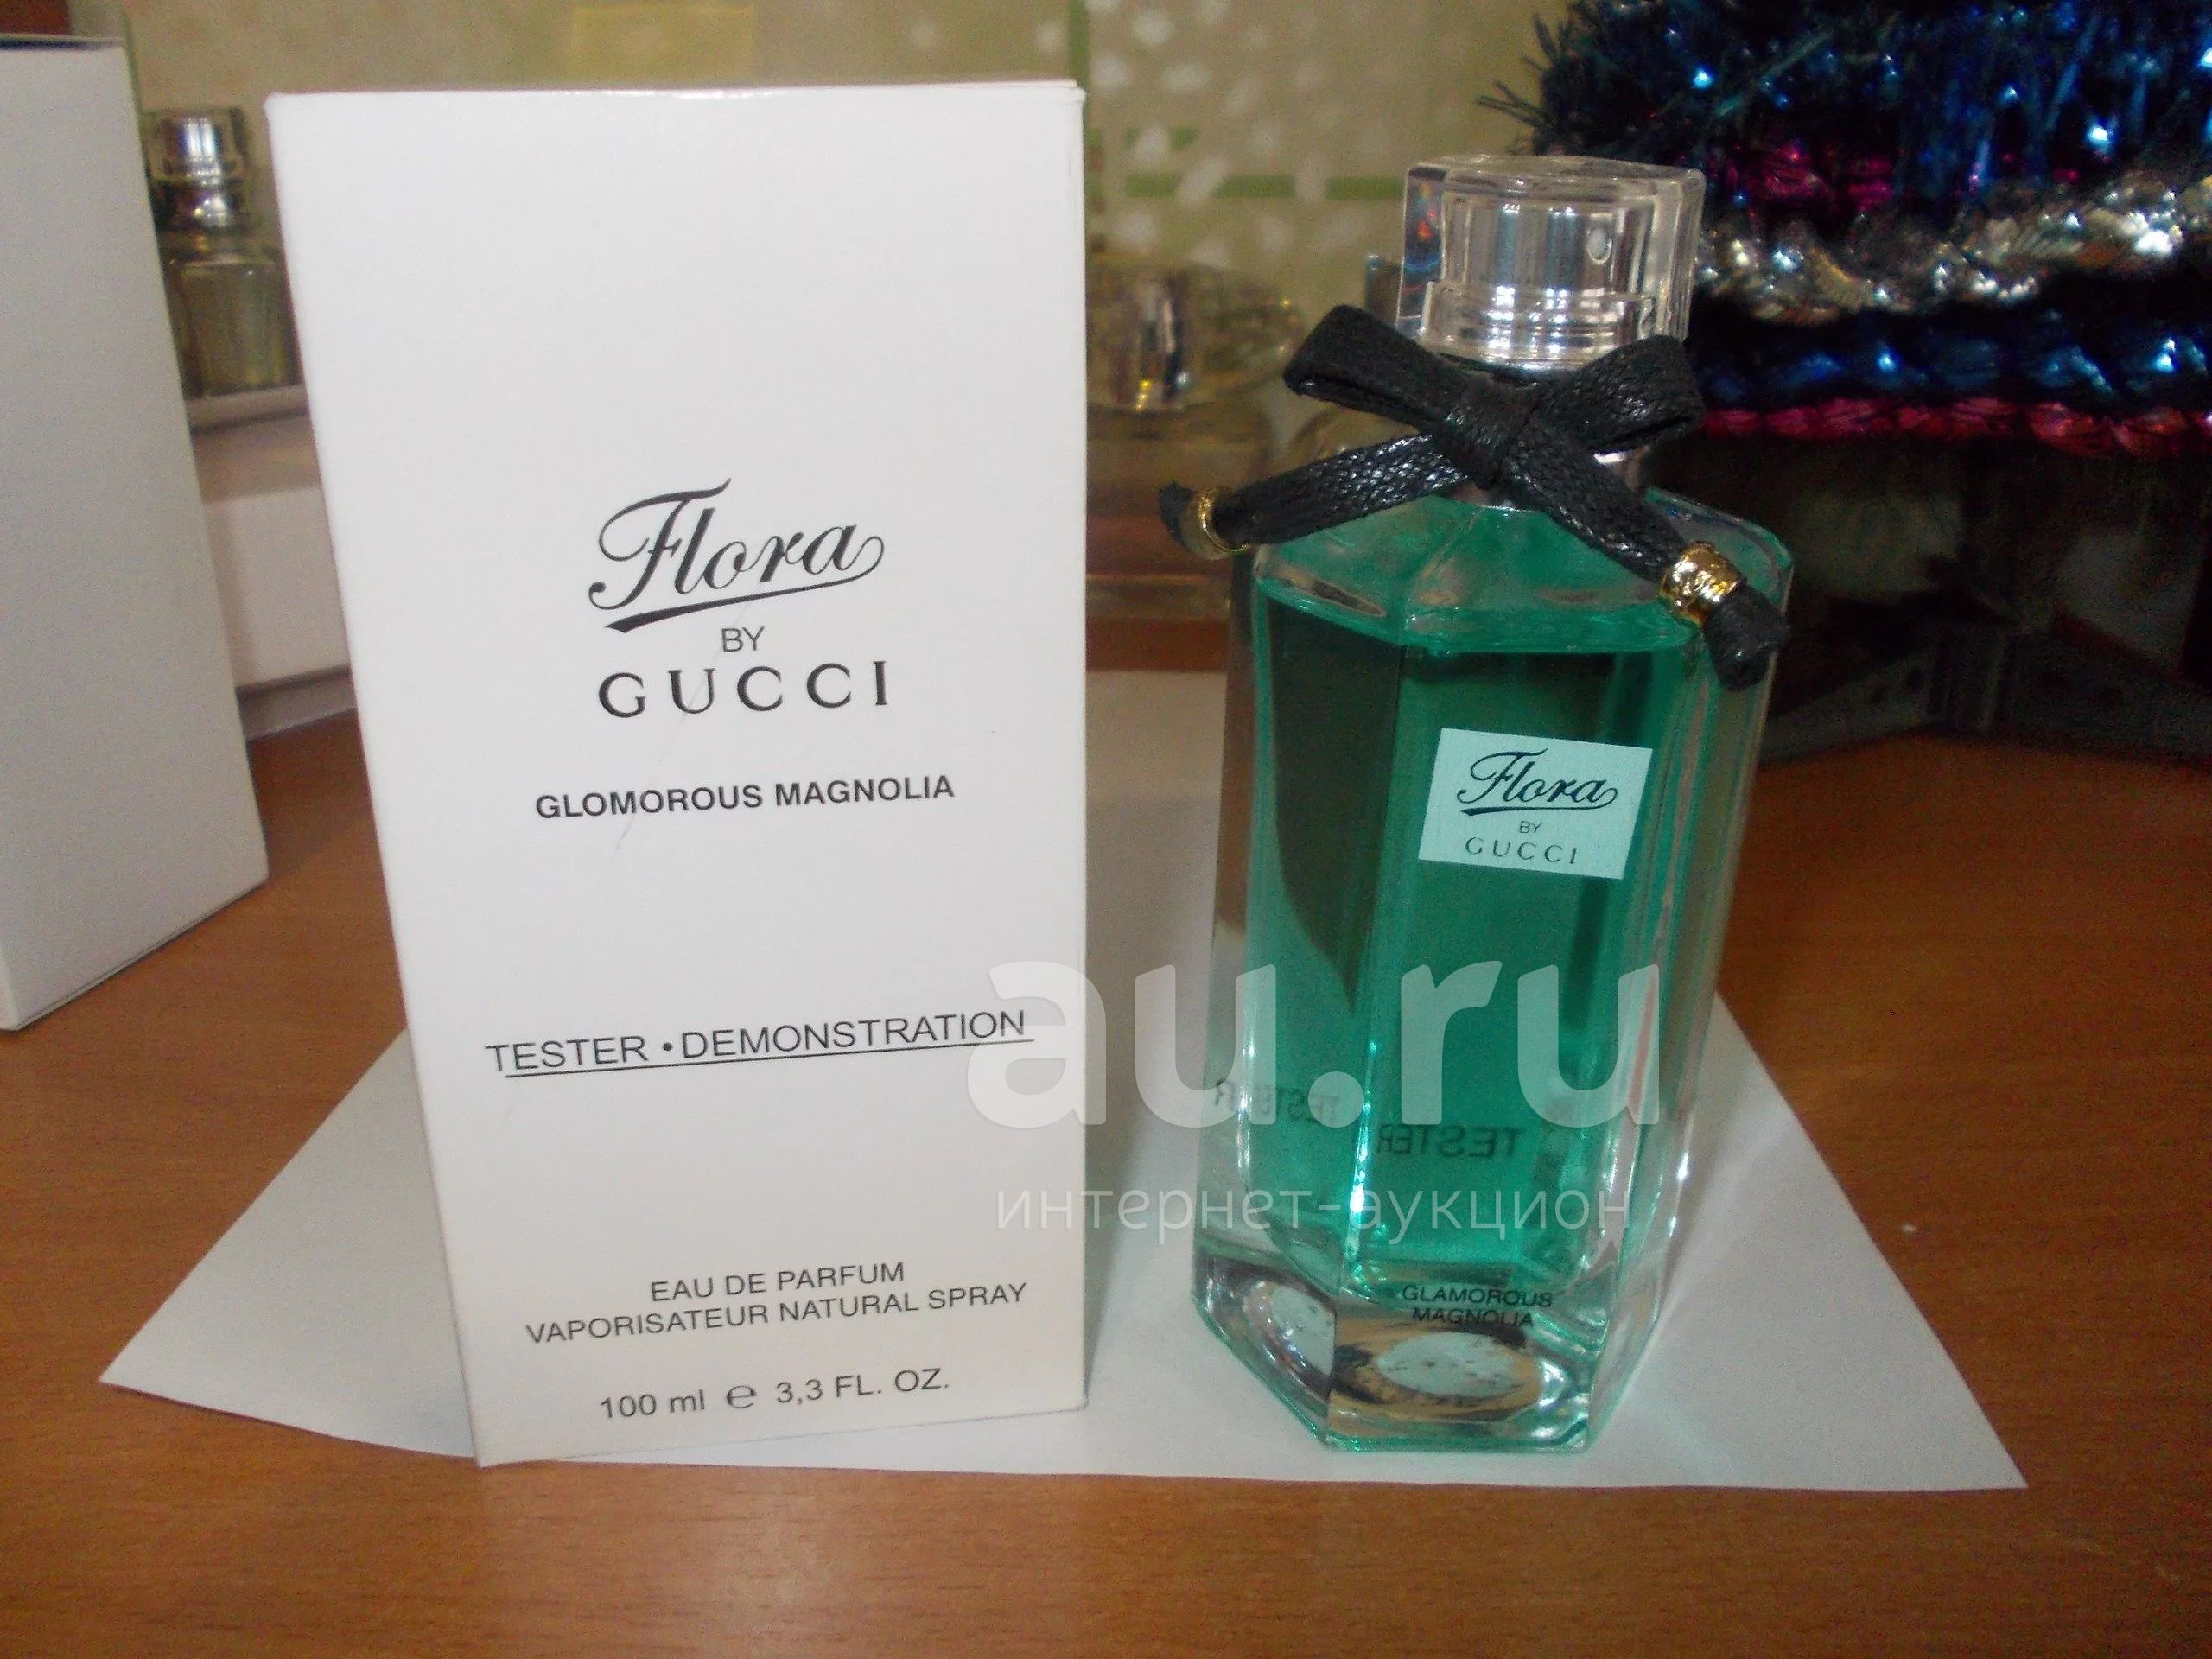 Flora
BY
GUCCI
GLOMOROUS MAGNOLIA
TESTER • DEMONSTRATION
EAU DE PARFUM
VAPORISATEUR NATURAL SPRAY
100 ml ℮ 3,3 FL. OZ.
Flora
BY
GUCCI
TESTER
TESTER
GLAMOROUS
MAGNOLIA
au.ru
интернет-аукцион